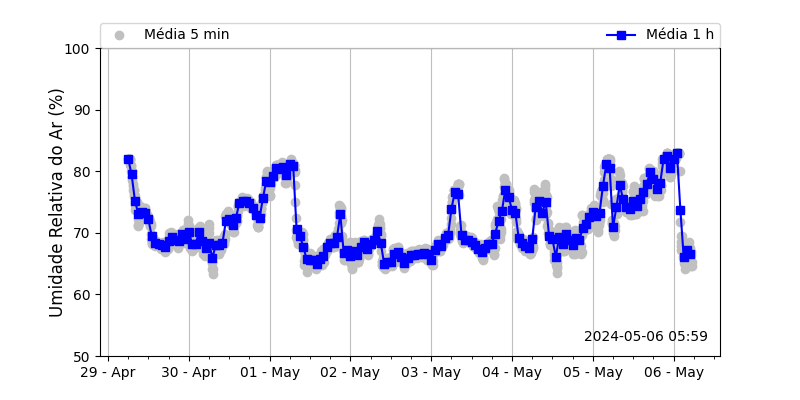 Média 5 min
Média 1 h
Umidade Relativa do Ar (%)
100
90
80
70
60
50
2024-05-06 05:59
29 - Apr
30 - Apr
01 - May
02 - May
03 - May
04 - May
05 - May
06 - May